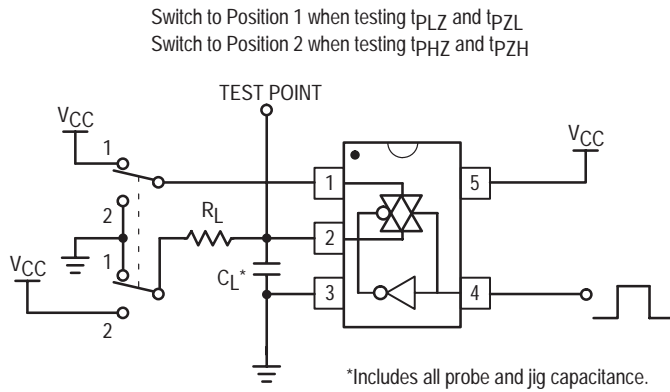 Switch to Position 1 when testing tPLZ and tPZL
Switch to Position 2 when testing tPHZ and tPZH
TEST POINT
VCC
VCC
1
1
5
RL
2
2
1
VCC
CL*
3
4
2
*Includes all probe and jig capacitance.